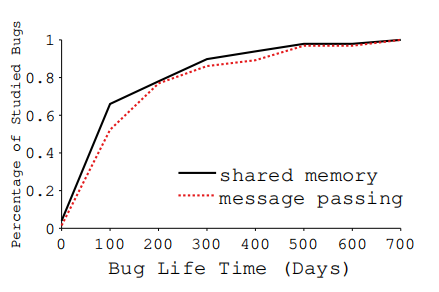 Percentage of Studied Bugs
1
0.8
0.6
0.4
0.2
0
shared memory
message passing
0 100 200 300 400 500 600 700
Bug Life Time (Days)